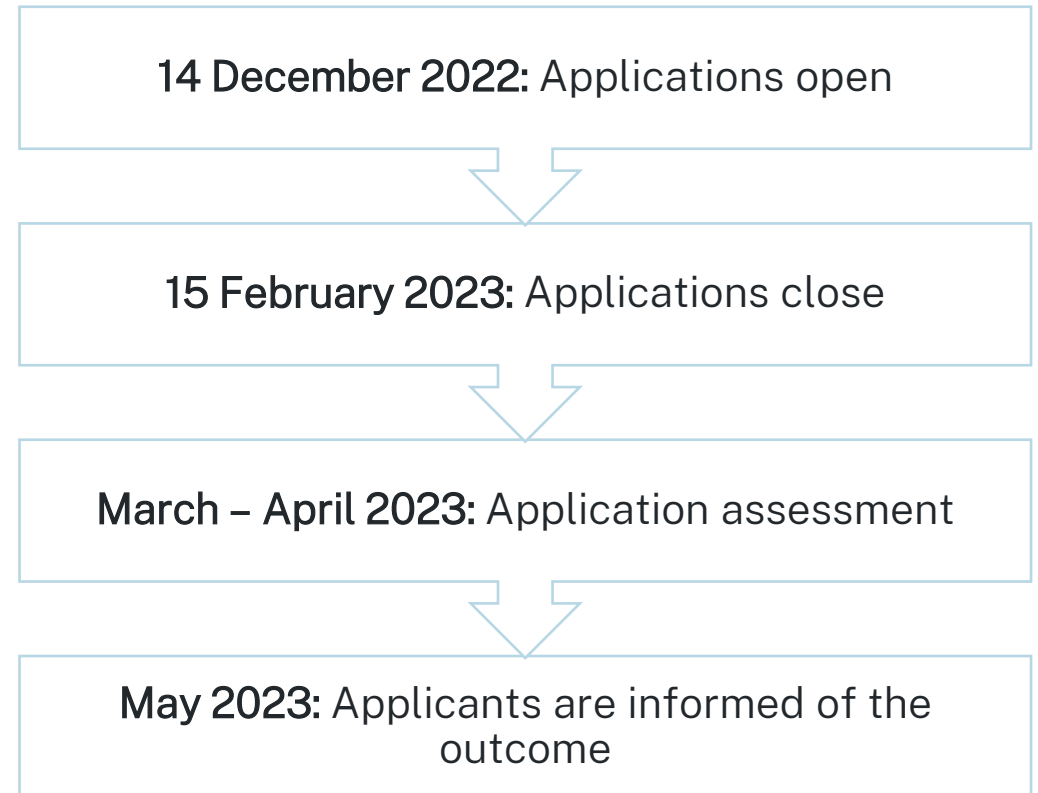 14 December 2022: Applications open
15 February 2023: Applications close
March – April 2023: Application assessment
May 2023: Applicants are informed of the
outcome